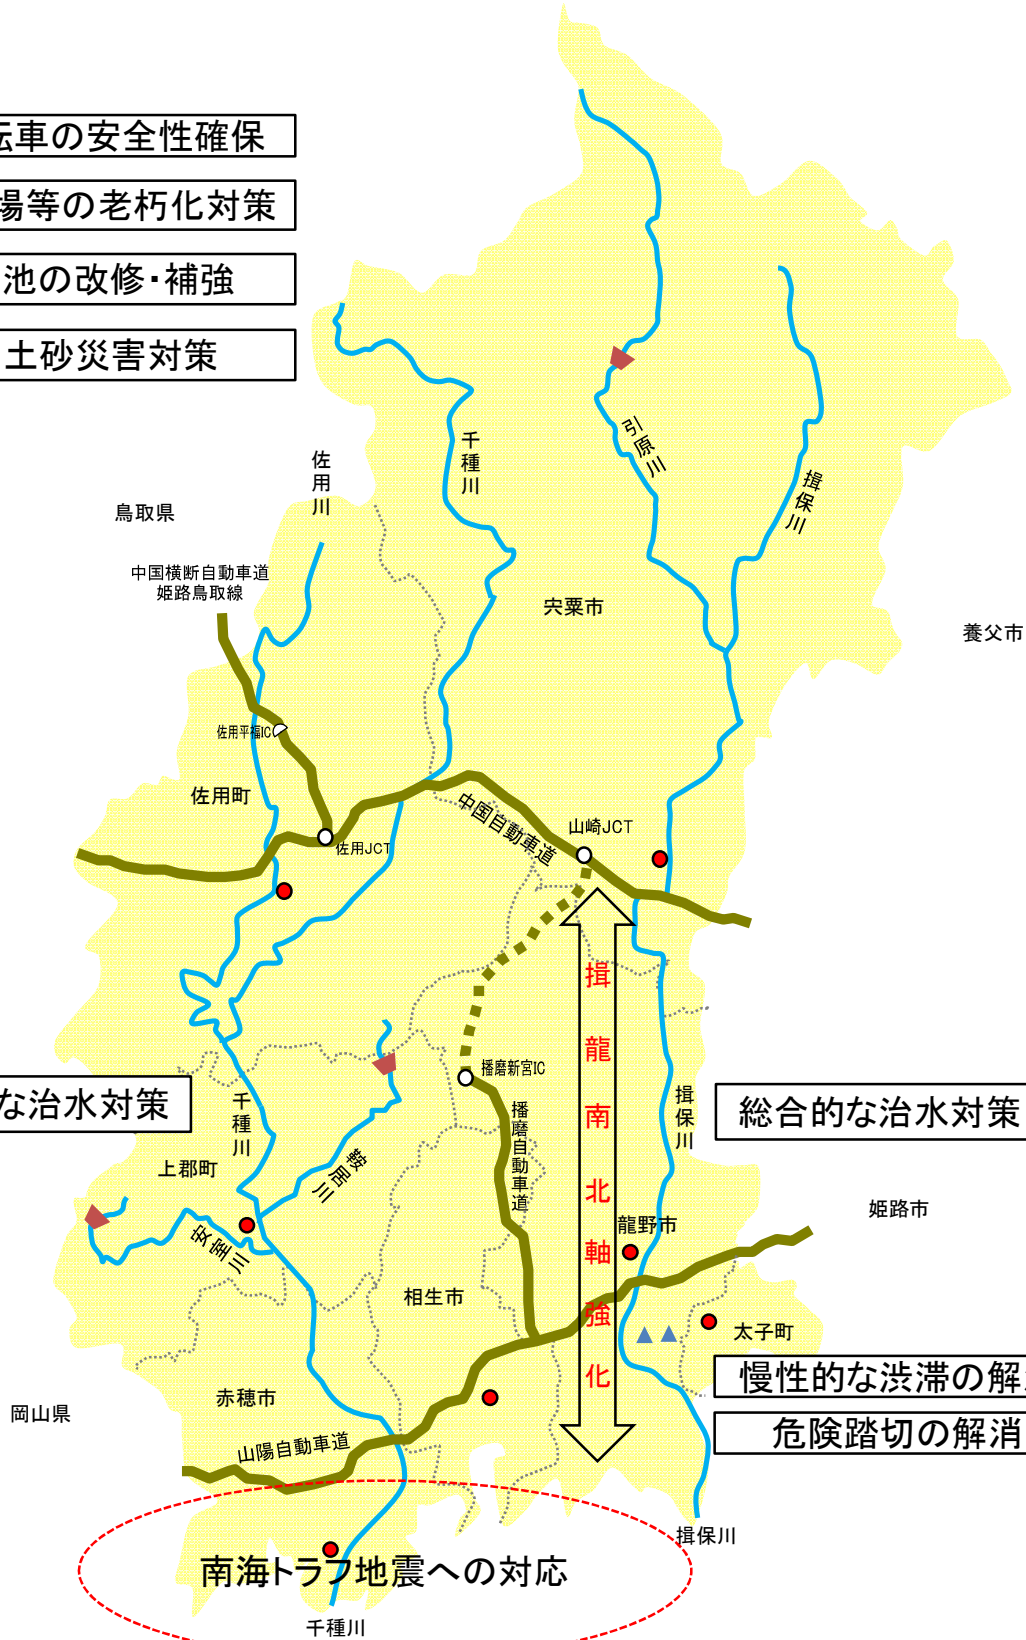 転車の安全性確保
場等の老朽化対策
池の改修・補強
土砂災害対策
佐用川
千種川
引原川
揖保川
鳥取県
中国横断自動車道
姫路鳥取線
宍粟市
養父市
佐用平福IC
佐用町
中国自動車道
山崎JCT
佐用JCT
揖龍南北軸強化
播磨新宮IC
な治水対策
千種川
播磨自動車道
揖保川
総合的な治水対策
上郡町
鞍居川
安室川
龍野市
姫路市
相生市
太子町
慢性的な渋滞の解
赤穂市
岡山県
危険踏切の解消
山陽自動車道
揖保川
南海トラフ地震への対応
千種川